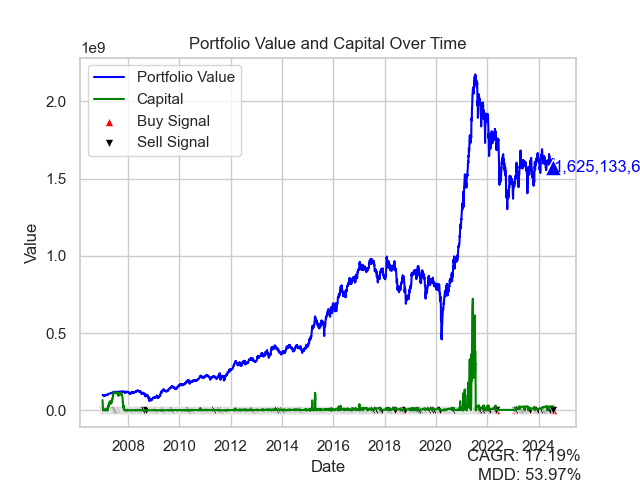 Portfolio Value and Capital Over Time
1e9
Portfolio Value
Capital
Buy Signal
Sell Signal
2.0
1.5
1.0
0.5
0.0
Value
1,625,133,6
2008
2010
2012
2014
2016
2018
2020
2022
2024
Date
CAGR: 17.19%
MDD: 53.97%